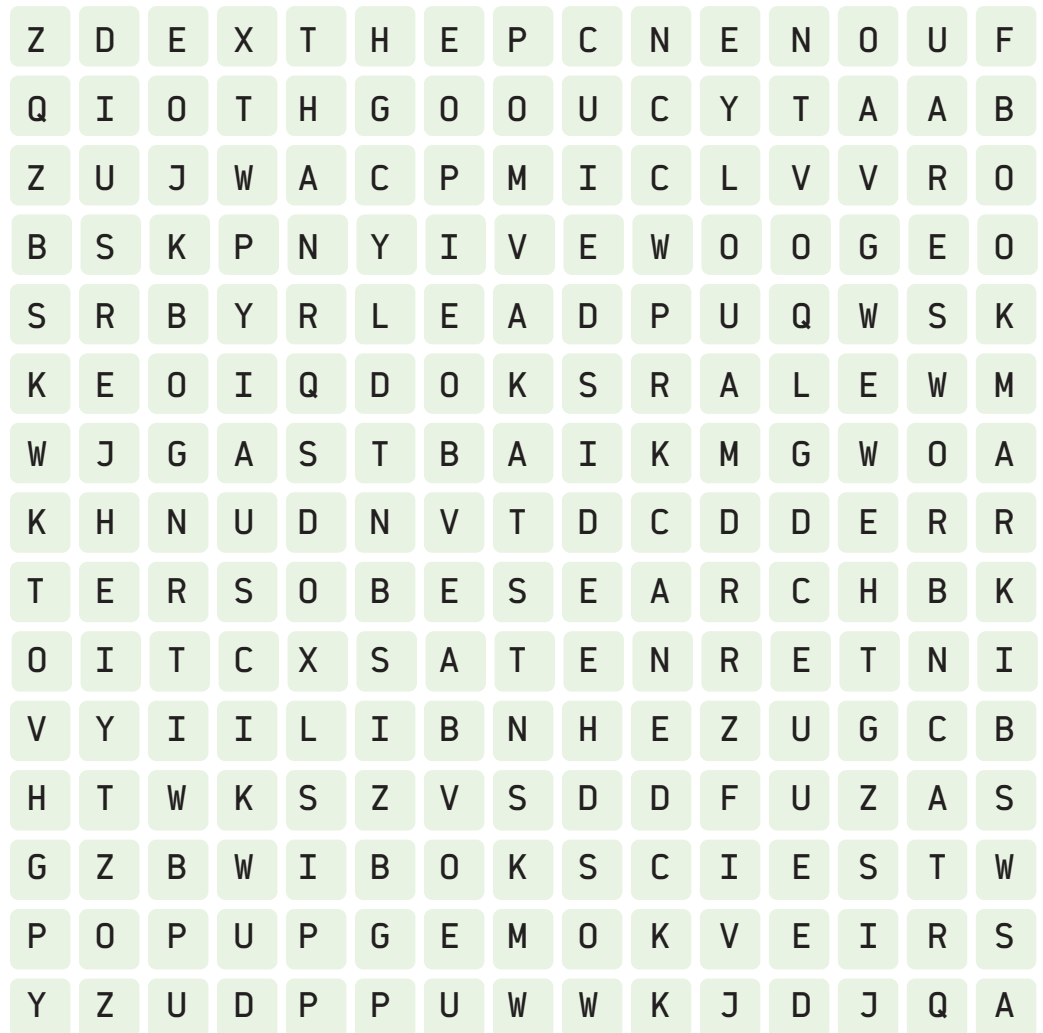 Z D E X T H E P C N E N O U F
Q I O T H G O O U C Y T A A B
Z U J W A C P M I C L V V R O
B S K P N Y I V E W O O G E O
S R B Y R L E A D P U Q W S K
K E O I Q D O K S R A L E W M
W J G A S T B A I K M G W O A
K H N U D N V T D C D D E R R
T E R S O B E S E A R C H B K
O I T C X S A T E N R E T N I
V Y I I L I B N H E Z U G C B
H T W K S Z V S D D F U Z A S
G Z B W I B O K S C I E S T W
P O P U P G E M O K V E I R S
Y Z U D P P U W W K J D J Q A